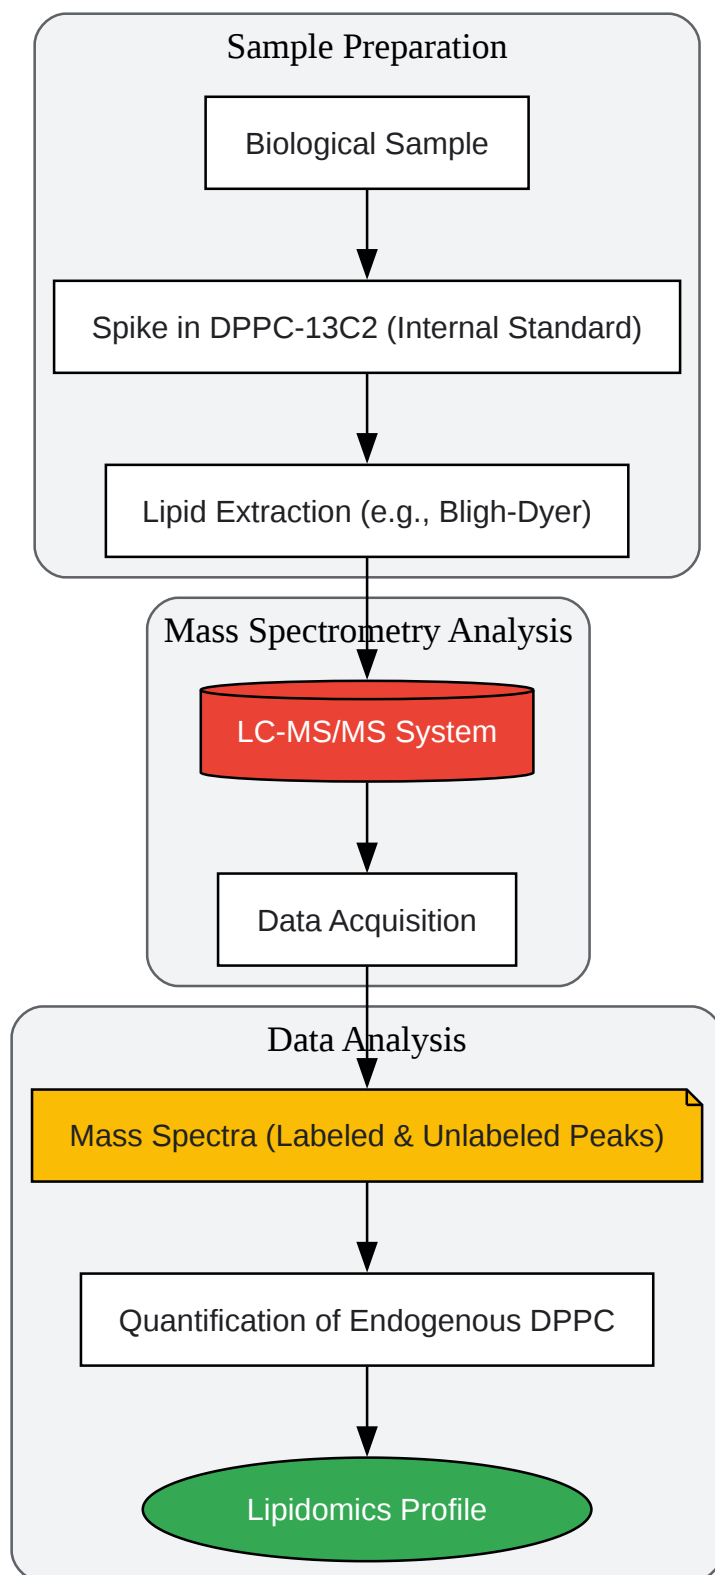 Sample Preparation
Biological Sample
Spike in DPPC-13C2 (Internal Standard)
Lipid Extraction (e.g., Bligh-Dyer)
Mass Spectrometry Analysis
LC-MS/MS System
Data Acquisition
Data Analysis
Mass Spectra (Labeled & Unlabeled Peaks)
Quantification of Endogenous DPPC
Lipidomics Profile